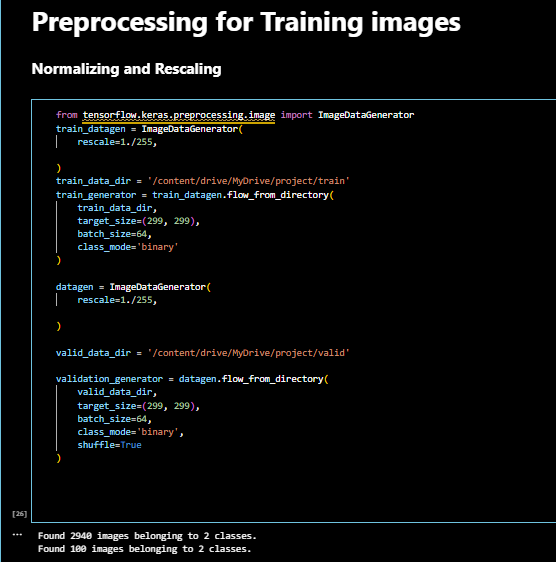 Preprocessing for Training images
Normalizing and Rescaling
from tensorflow.keras.preprocessing.image import ImageDataGenerator
train_datagen = ImageDataGenerator(
    rescale=1./255,
)
train_data_dir = '/content/drive/MyDrive/project/train'
train_generator = train_datagen.flow_from_directory(
    train_data_dir,
    target_size=(299, 299),
    batch_size=64,
    class_mode='binary'
)
datagen = ImageDataGenerator(
    rescale=1./255,
)
valid_data_dir = '/content/drive/MyDrive/project/valid'
validation_generator = datagen.flow_from_directory(
    valid_data_dir,
    target_size=(299, 299),
    batch_size=64,
    class_mode='binary',
    shuffle=True
)
[26]
... Found 2940 images belonging to 2 classes.
Found 100 images belonging to 2 classes.